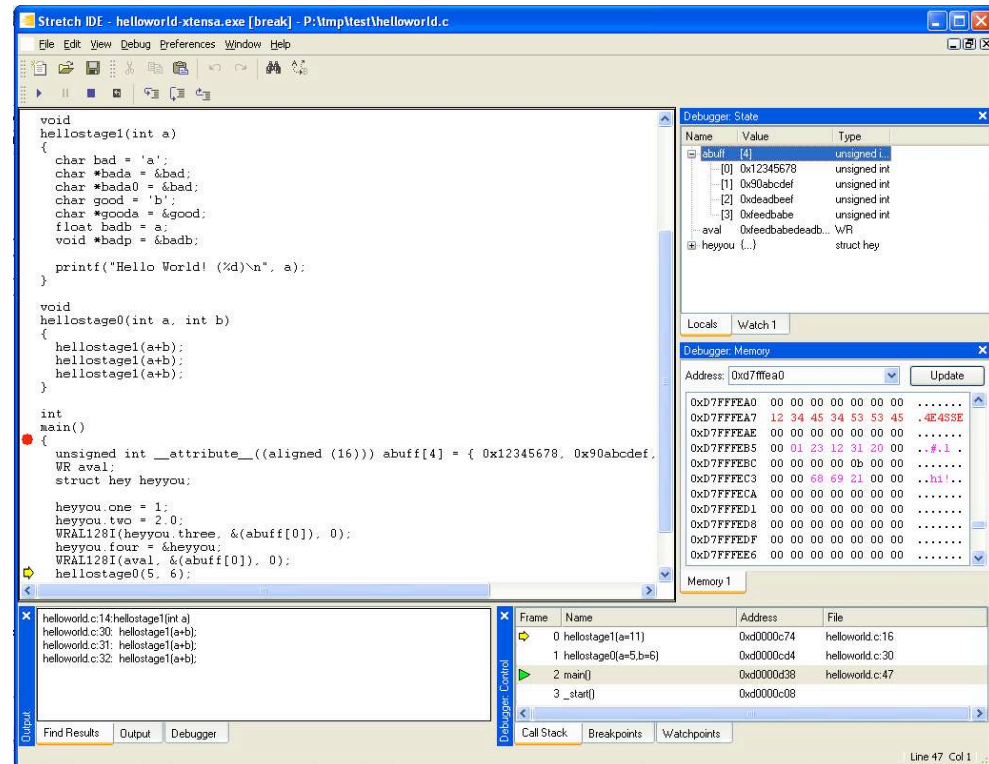 Stretch IDE - helloworld-xtensa.exe [break] - P:\tmp\test\helloworld.c
File Edit View Debug Preferences Window Help
void
hellostage1(int a)
{
char bad = 'a';
char *bada = &bad;
char *bada0 = &bad;
char good = 'b';
char *gooda = &good;
float badb = a;
void *badp = &badb;
printf("Hello World! (%d)\n", a);
}
void
hellostage0(int a, int b)
{
hellostage1(a+b);
hellostage1(a+b);
hellostage1(a+b);
}
int
main()
{
unsigned int __attribute__((aligned (16))) abuff[4] = { 0x12345678, 0x90abcdef,
WR aval;
struct hey heyyou;
heyyou.one = 1;
heyyou.two = 2.0;
WRAL128I(heyyou.three, &(abuff[0]), 0);
heyyou.four = &heyyou;
WRAL128I(aval, &(abuff[0]), 0);
hellostage0(5, 6);
Debugger: State
Name Value Type
abuff [4] unsigned i...
[0] 0x12345678 unsigned int
[1] 0x90abcdef unsigned int
[2] 0xdeadbeef unsigned int
[3] 0xfeedbabe unsigned int
aval 0xfeedbabedeadb... WR
heyyou {...} struct hey
Locals Watch 1
Debugger: Memory
Address: 0xd7fffea0 Update
0xD7FFFEA0 00 00 00 00 00 00 00 .......
0xD7FFFEA7 12 34 45 34 53 53 45 .4E4SSE
0xD7FFFEAE 00 00 00 00 00 00 00 .......
0xD7FFFEB5 00 01 23 12 31 20 00 ..#.1 .
0xD7FFFEBC 00 00 00 00 0b 00 00 .......
0xD7FFFEC3 00 00 68 69 21 00 00 ..hi!..
0xD7FFFECA 00 00 00 00 00 00 00 .......
0xD7FFFED1 00 00 00 00 00 00 00 .......
0xD7FFFED8 00 00 00 00 00 00 00 .......
0xD7FFFEDF 00 00 00 00 00 00 00 .......
0xD7FFFEE6 00 00 00 00 00 00 00 .......
Memory 1
Output
helloworld.c:14:hellostage1(int a)
helloworld.c:30: hellostage1(a+b);
helloworld.c:31: hellostage1(a+b);
helloworld.c:32: hellostage1(a+b);
Find Results Output Debugger
Debugger: Control
Frame Name Address File
0 hellostage1(a=11) 0xd0000c74 helloworld.c:16
1 hellostage0(a=5,b=6) 0xd0000cd4 helloworld.c:30
2 main() 0xd0000d38 helloworld.c:47
3 _start() 0xd0000c08
Call Stack Breakpoints Watchpoints
Line 47 Col 1